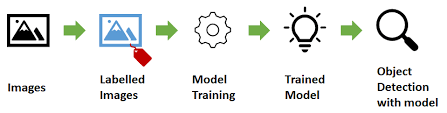 Images
Labelled
Images
Model
Training
Trained
Model
Object
Detection
with model